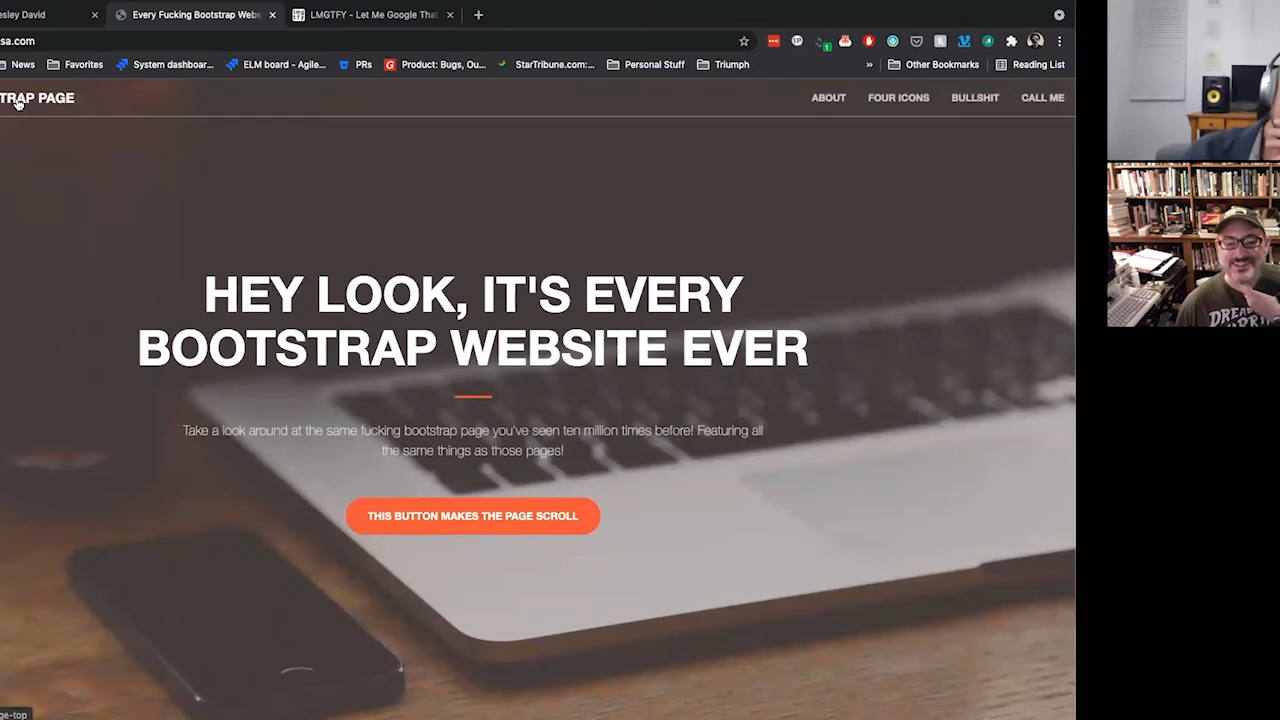 esley David
Every Fucking Bootstrap Webs
LMGTFY - Let Me Google That
sa.com
News
Favorites
System dashboar...
ELM board - Agile...
PRs
Product: Bugs, Ou...
StarTribune.com:...
Personal Stuff
Triumph
»
Other Bookmarks
Reading List
TRAP PAGE
ABOUT
FOUR ICONS
BULLSHIT
CALL ME
HEY LOOK, IT'S EVERY
BOOTSTRAP WEBSITE EVER
Take a look around at the same fucking bootstrap page you've seen ten million times before! Featuring all
the same things as those pages!
THIS BUTTON MAKES THE PAGE SCROLL
ge-top